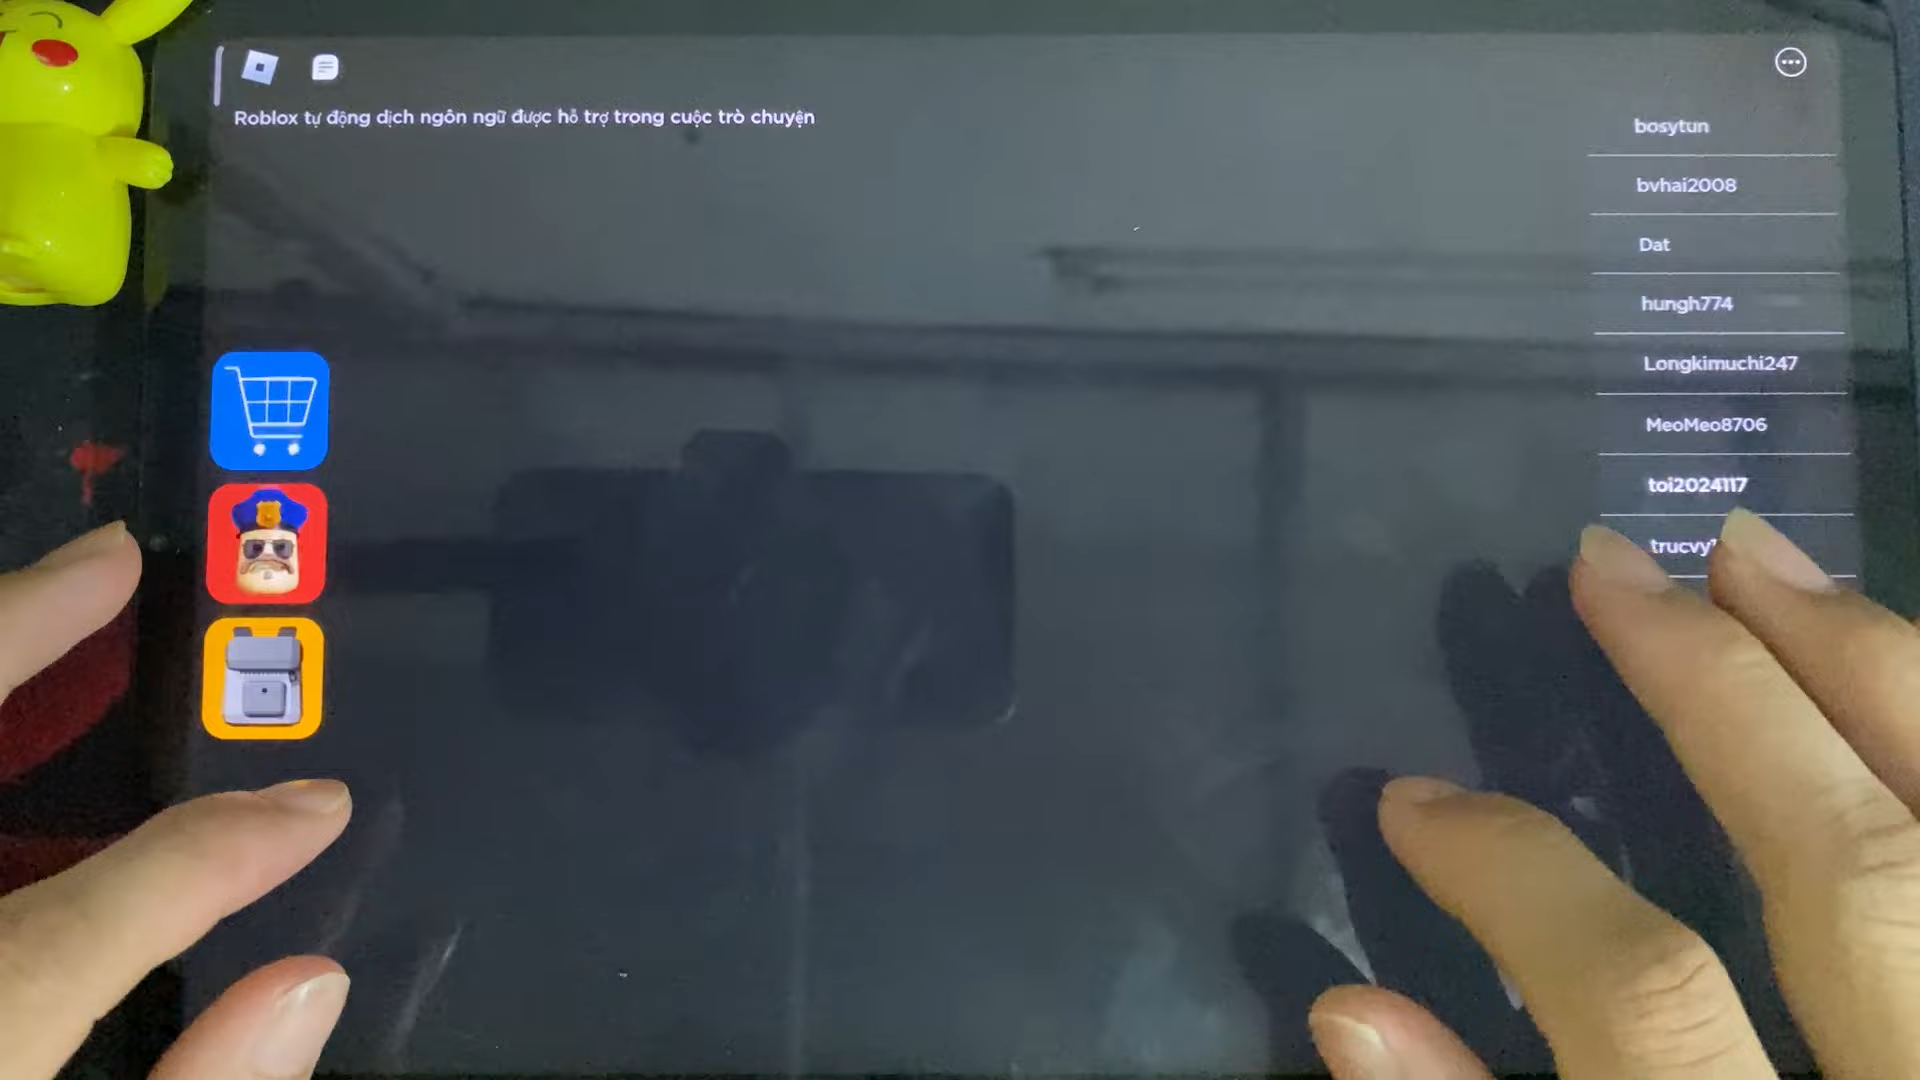 Roblox tự động dịch ngôn ngữ được hỗ trợ trong cuộc trò chuyện
bosytun
bvhai2008
Dat
hungh774
Longkimuchi247
MeoMeo8706
toi2024117